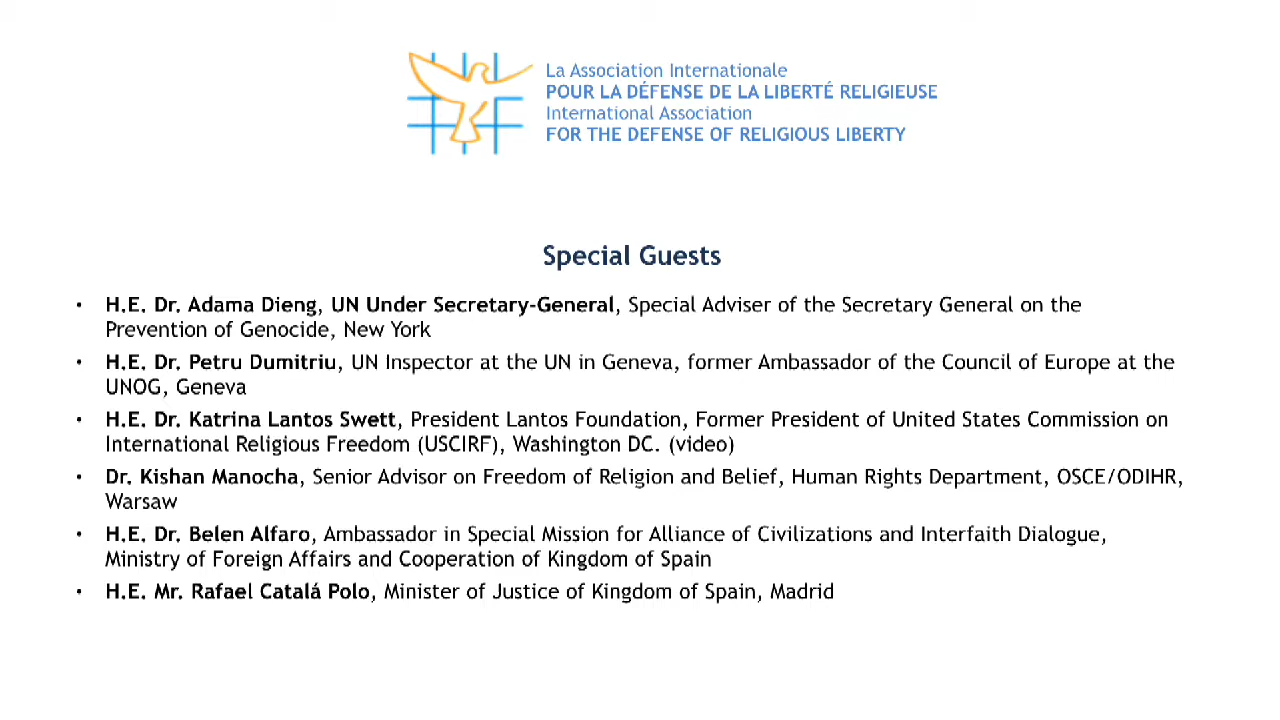 La Association Internationale
POUR LA DÉFENSE DE LA LIBERTÉ RELIGIEUSE
International Association
FOR THE DEFENSE OF RELIGIOUS LIBERTY
Special Guests
• H.E. Dr. Adama Dieng, UN Under Secretary-General, Special Adviser of the Secretary General on the
Prevention of Genocide, New York
• H.E. Dr. Petru Dumitriu, UN Inspector at the UN in Geneva, former Ambassador of the Council of Europe at the
UNOG, Geneva
• H.E. Dr. Katrina Lantos Swett, President Lantos Foundation, Former President of United States Commission on
International Religious Freedom (USCIRF), Washington DC. (video)
• Dr. Kishan Manocha, Senior Advisor on Freedom of Religion and Belief, Human Rights Department, OSCE/ODIHR,
Warsaw
• H.E. Dr. Belen Alfaro, Ambassador in Special Mission for Alliance of Civilizations and Interfaith Dialogue,
Ministry of Foreign Affairs and Cooperation of Kingdom of Spain
• H.E. Mr. Rafael Catalá Polo, Minister of Justice of Kingdom of Spain, Madrid